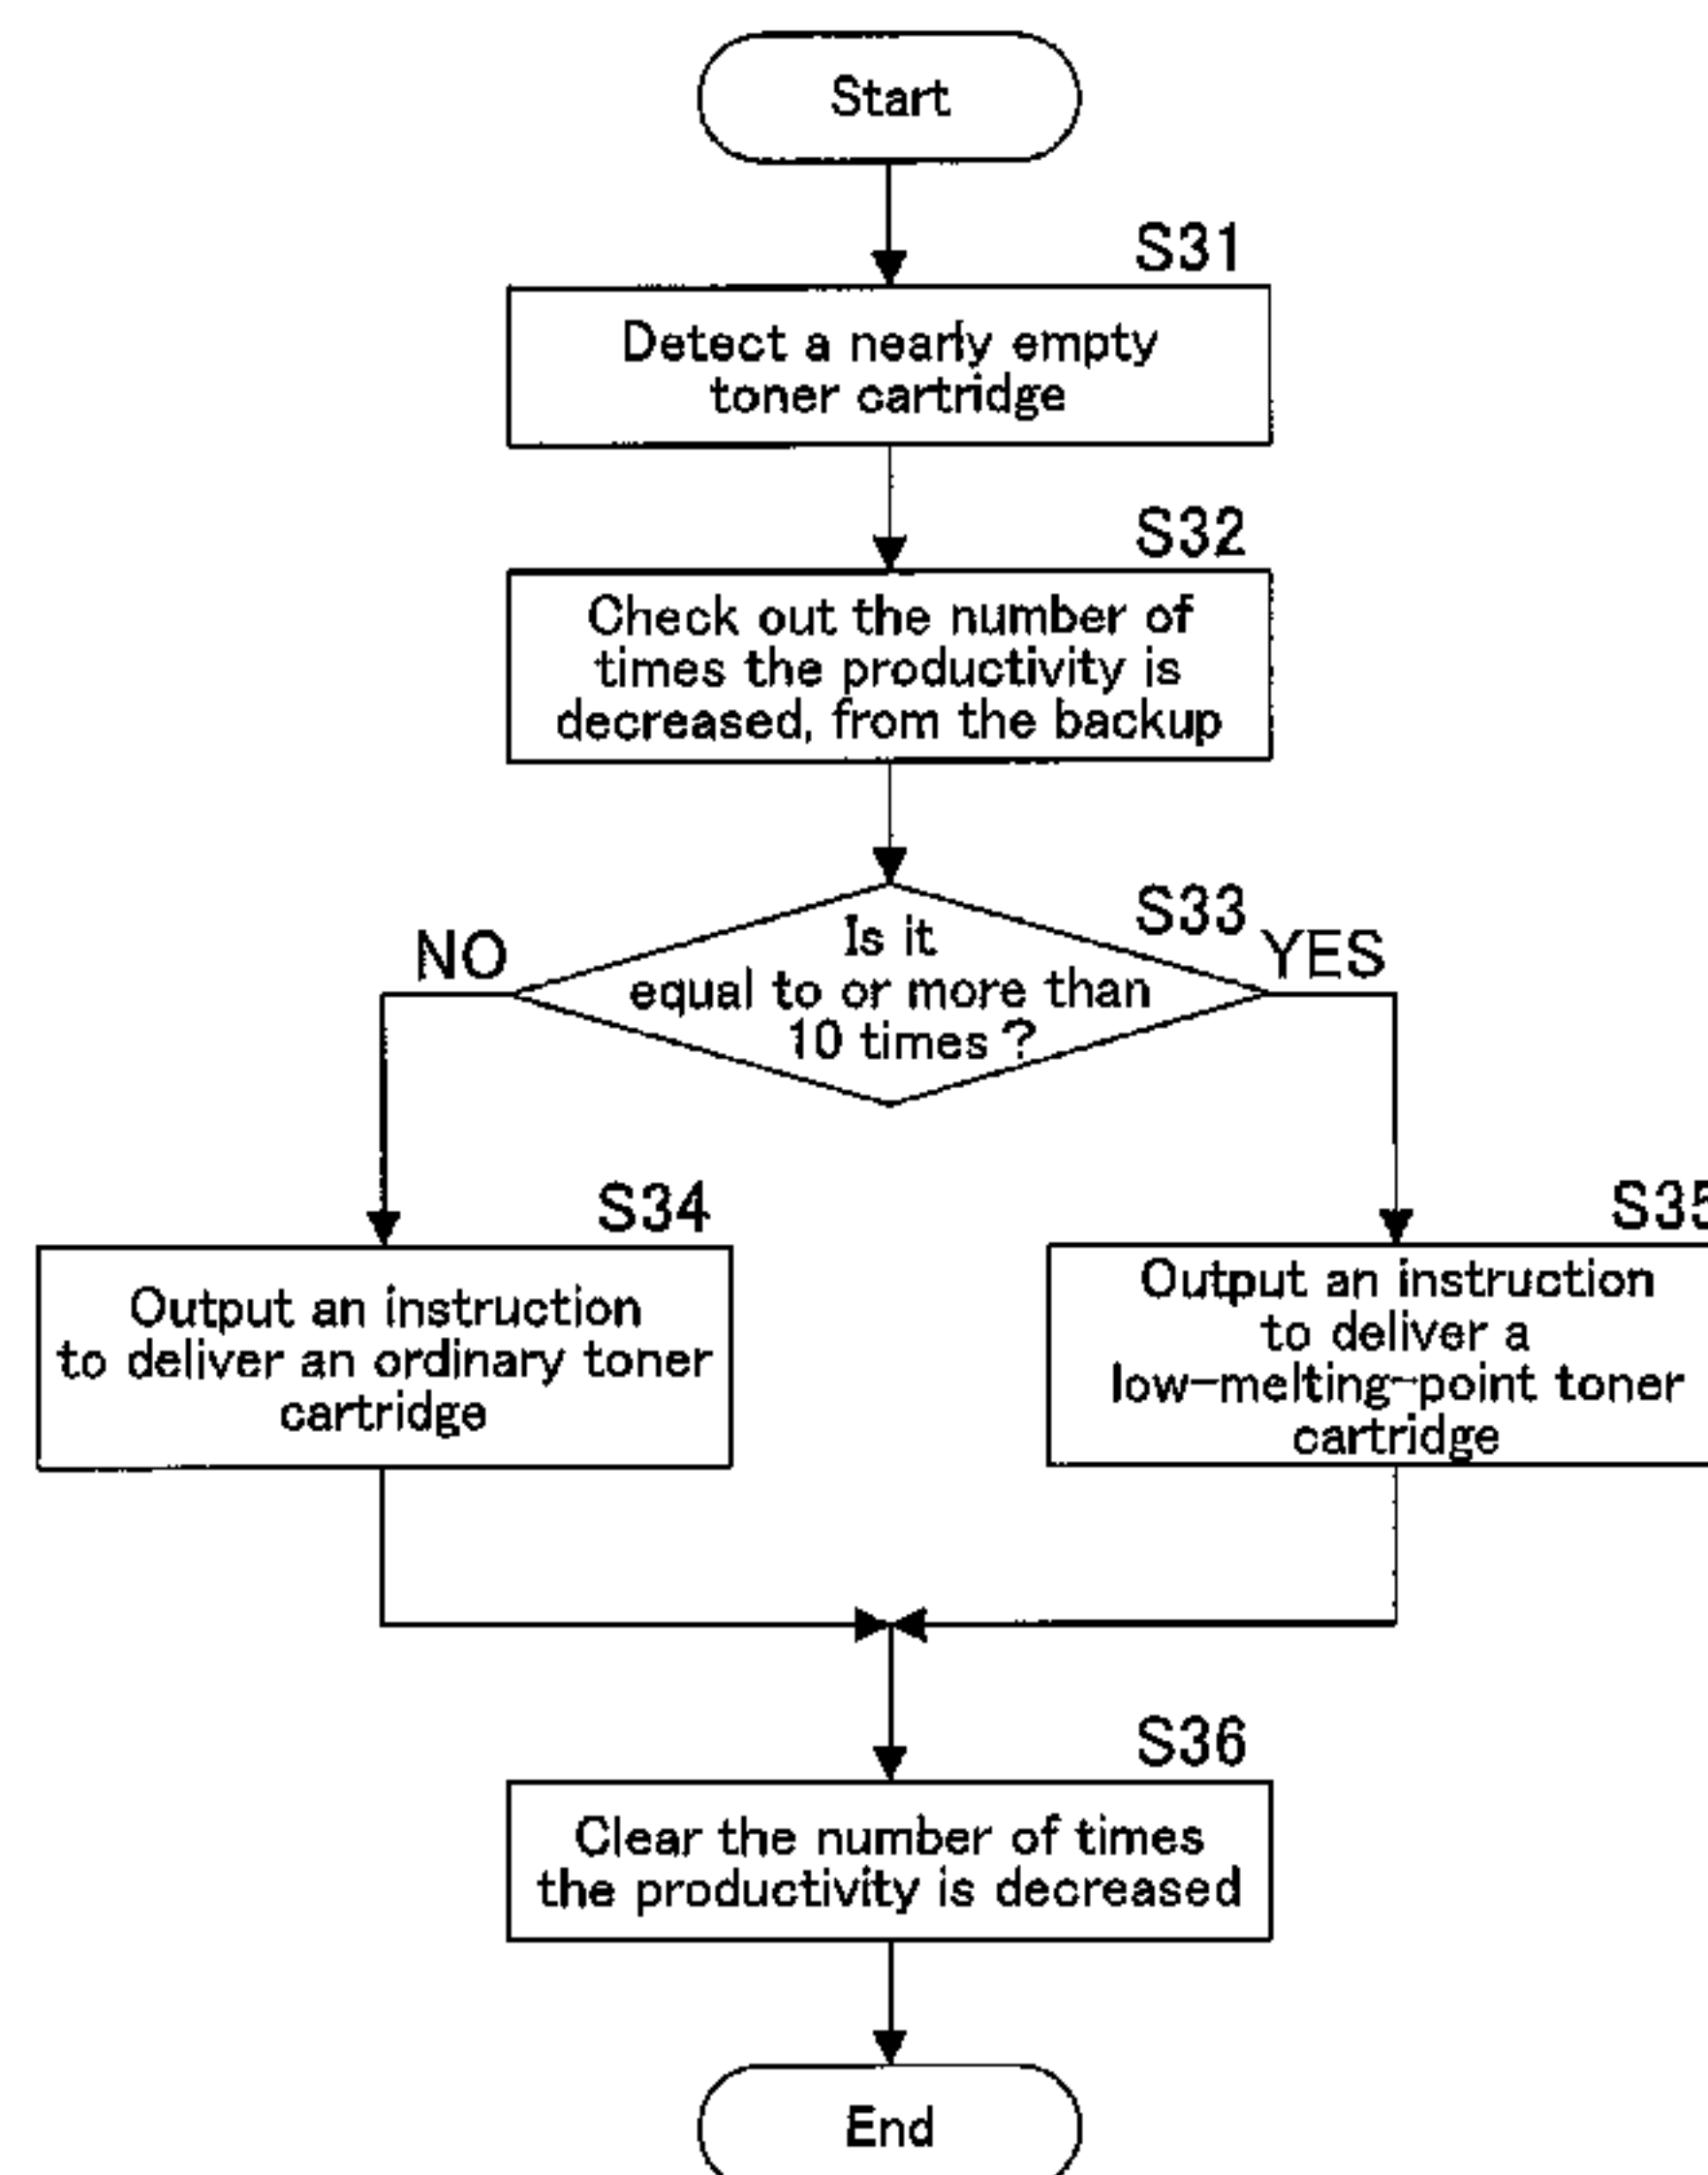 Start
S31
Detect a nearly empty
toner cartridge
S32
Check out the number of
times the productivity is
decreased, from the backup
S33
Is it
equal to or more than
10 times ?
NO
YES
S34
Output an instruction
to deliver an ordinary toner
cartridge
S35
Output an instruction
to deliver a
low-melting-point toner
cartridge
S36
Clear the number of times
the productivity is decreased
End